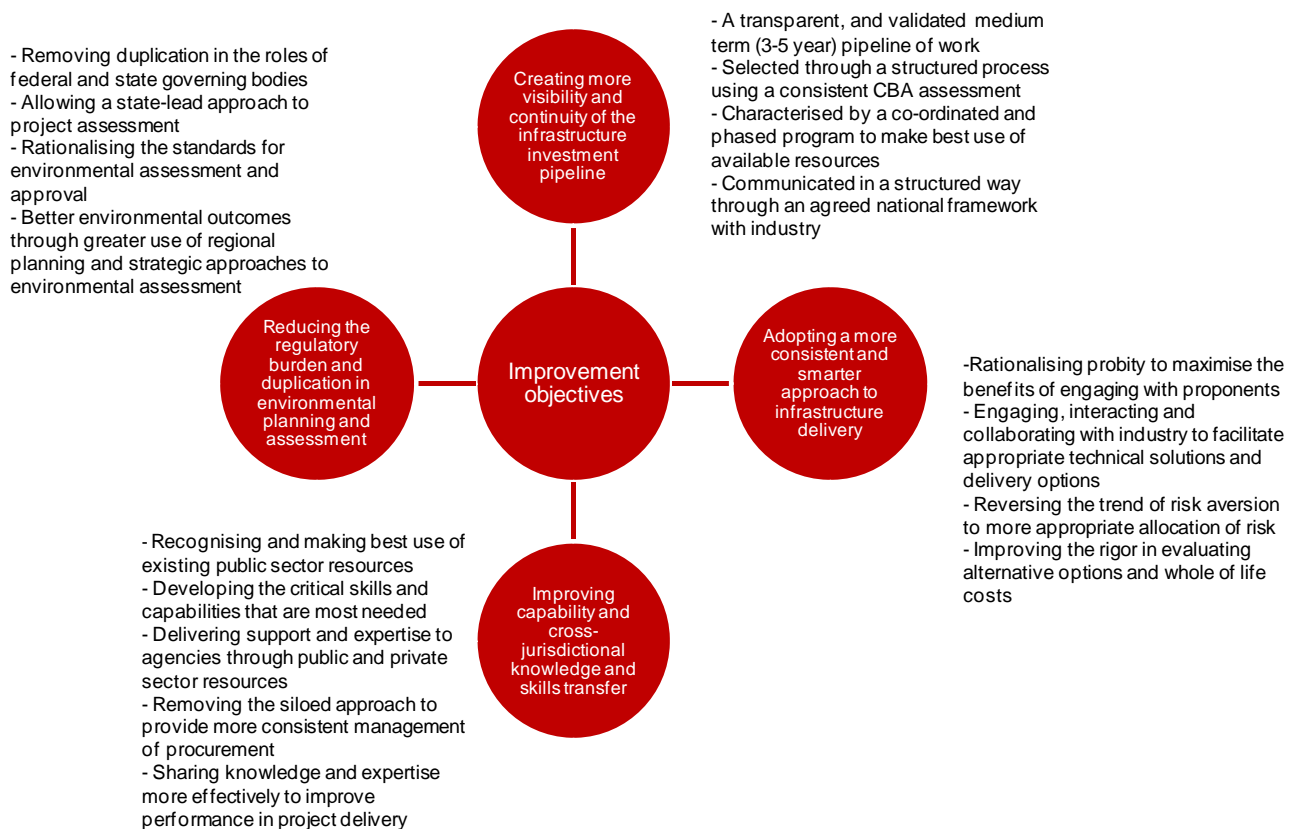 - Removing duplication in the roles of
federal and state governing bodies
- Allowing a state-lead approach to
project assessment
- Rationalising the standards for
environmental assessment and
approval
- Better environmental outcomes
through greater use of regional
planning and strategic approaches to
environmental assessment
Creating more
visibility and
continuity of the
infrastructure
investment
pipeline
- A transparent, and validated medium
term (3-5 year) pipeline of work
- Selected through a structured process
using a consistent CBA assessment
- Characterised by a co-ordinated and
phased program to make best use of
available resources
- Communicated in a structured way
through an agreed national framework
with industry
Reducing the
regulatory
burden and
duplication in
environmental
planning and
assessment
Improvement
objectives
Adopting a more
consistent and
smarter
approach to
infrastructure
delivery
-Rationalising probity to maximise the
benefits of engaging with proponents
- Engaging, interacting and
collaborating with industry to facilitate
appropriate technical solutions and
delivery options
- Reversing the trend of risk aversion
to more appropriate allocation of risk
- Improving the rigor in evaluating
alternative options and whole of life
costs
- Recognising and making best use of
existing public sector resources
- Developing the critical skills and
capabilities that are most needed
- Delivering support and expertise to
agencies through public and private
sector resources
- Removing the siloed approach to
provide more consistent management
of procurement
- Sharing knowledge and expertise
more effectively to improve
performance in project delivery
Improving
capability and
cross-
jurisdictional
knowledge and
skills transfer